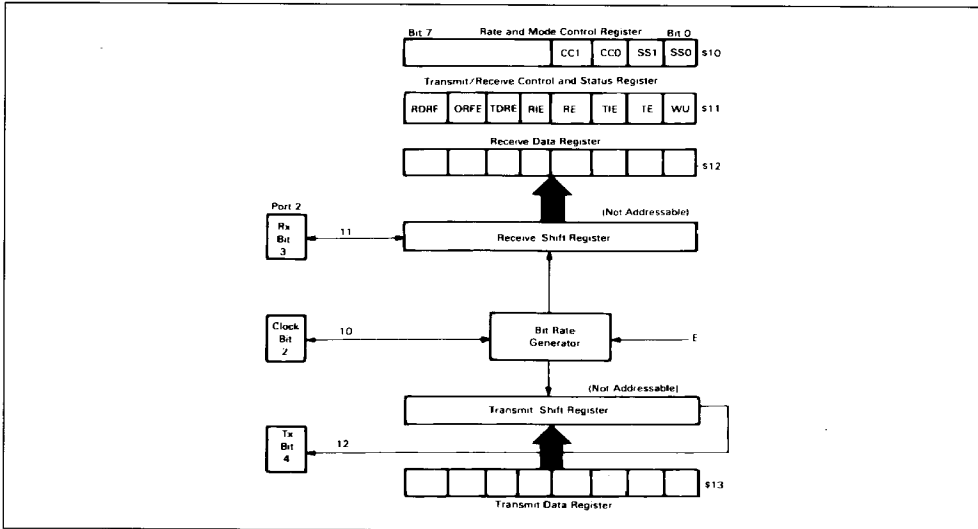 Bit 7 Rate and Mode Control Register Bit 0
CC1 CC0 SS1 SS0 $10
Transmit/Receive Control and Status Register
RDRF ORFE TDRE RIE RE TIE TE WU $11
Receive Data Register
$12
(Not Addressable)
Port 2
Rx
Bit
3
11
Receive Shift Register
Clock
Bit
2
10
Bit Rate
Generator
E
(Not Addressable)
Transmit Shift Register
Tx
Bit
4
12
$13
Transmit Data Register